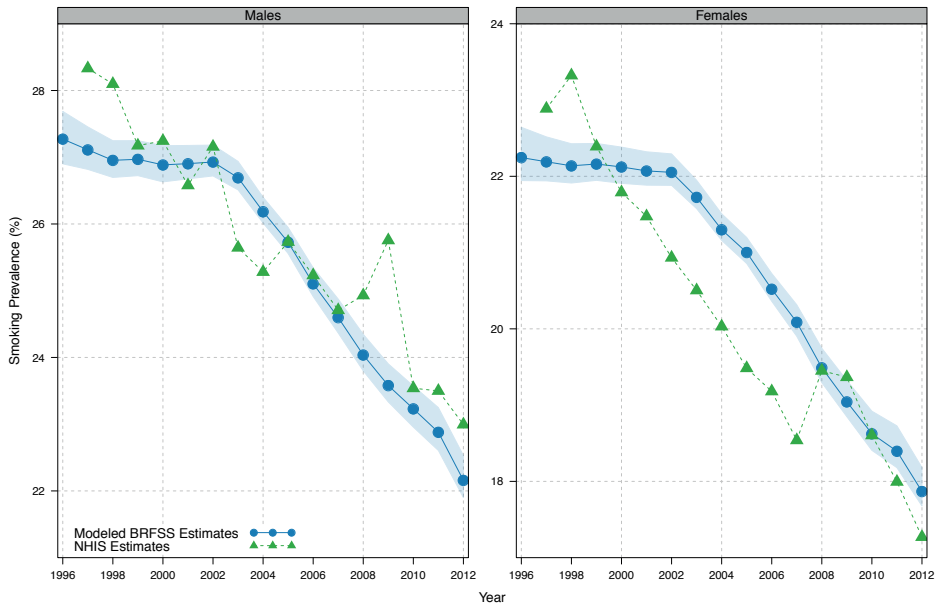 Males
Females
Smoking Prevalence (%)
28
26
24
22
24
22
20
18
Modeled BRFSS Estimates
NHIS Estimates
1996 1998 2000 2002 2004 2006 2008 2010 2012
1996 1998 2000 2002 2004 2006 2008 2010 2012
Year